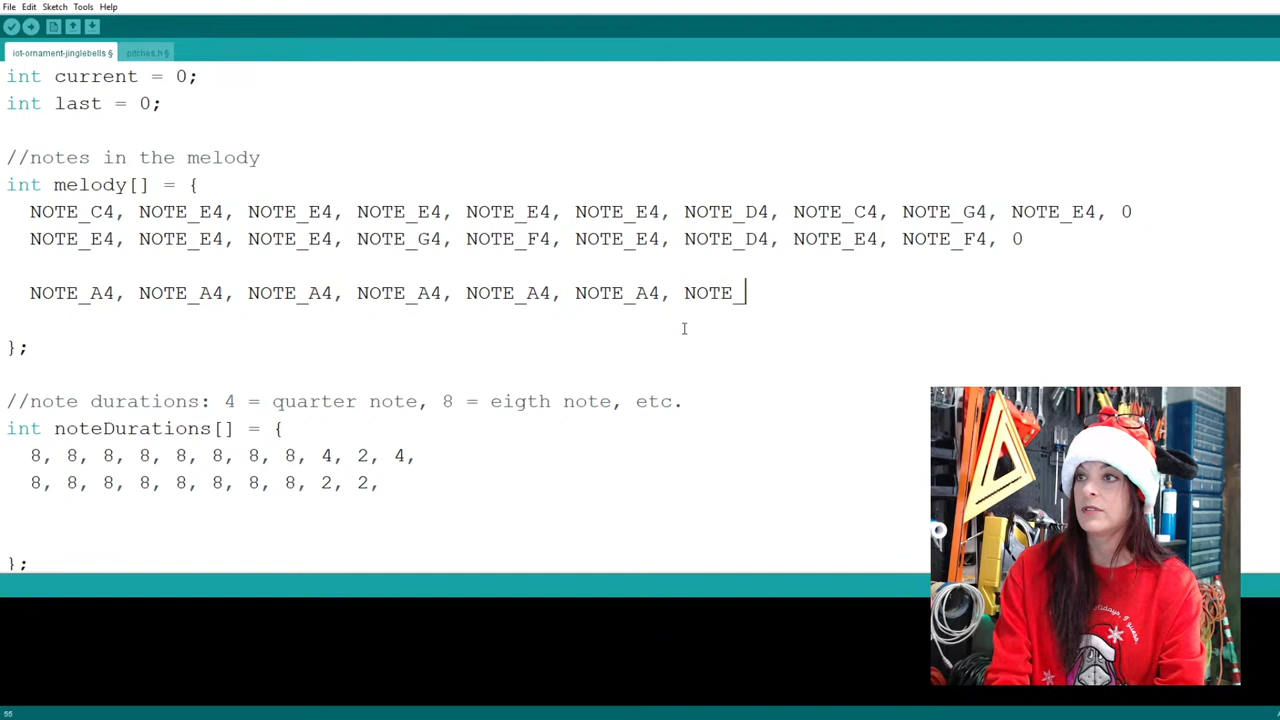 File Edit Sketch Tools Help
iot-ornament-jinglebells § pitches.h §
int current = 0;
int last = 0;
//notes in the melody
int melody[] = {
NOTE_C4, NOTE_E4, NOTE_E4, NOTE_E4, NOTE_E4, NOTE_E4, NOTE_D4, NOTE_C4, NOTE_G4, NOTE_E4, 0
NOTE_E4, NOTE_E4, NOTE_E4, NOTE_G4, NOTE_F4, NOTE_E4, NOTE_D4, NOTE_E4, NOTE_F4, 0
NOTE_A4, NOTE_A4, NOTE_A4, NOTE_A4, NOTE_A4, NOTE_A4, NOTE_
};
//note durations: 4 = quarter note, 8 = eigth note, etc.
int noteDurations[] = {
8, 8, 8, 8, 8, 8, 8, 8, 4, 2, 4,
8, 8, 8, 8, 8, 8, 8, 8, 2, 2,
};
55